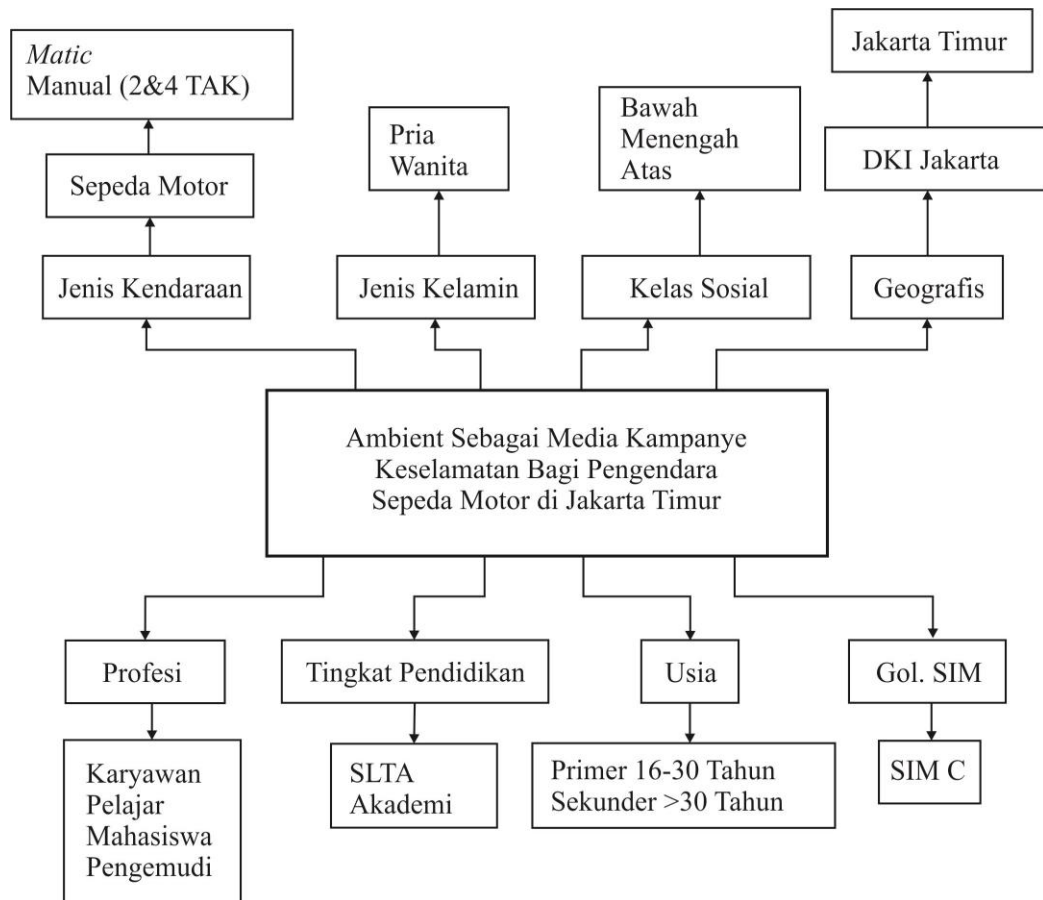 Matic
Manual (2&4 TAK)
Sepeda Motor
Jenis Kendaraan
Pria
Wanita
Jenis Kelamin
Bawah
Menengah
Atas
Kelas Sosial
Jakarta Timur
DKI Jakarta
Geografis
Ambient Sebagai Media Kampanye
Keselamatan Bagi Pengendara
Sepeda Motor di Jakarta Timur
Profesi
Karyawan
Pelajar
Mahasiswa
Pengemudi
Tingkat Pendidikan
SLTA
Akademi
Usia
Primer 16-30 Tahun
Sekunder >30 Tahun
Gol. SIM
SIM C